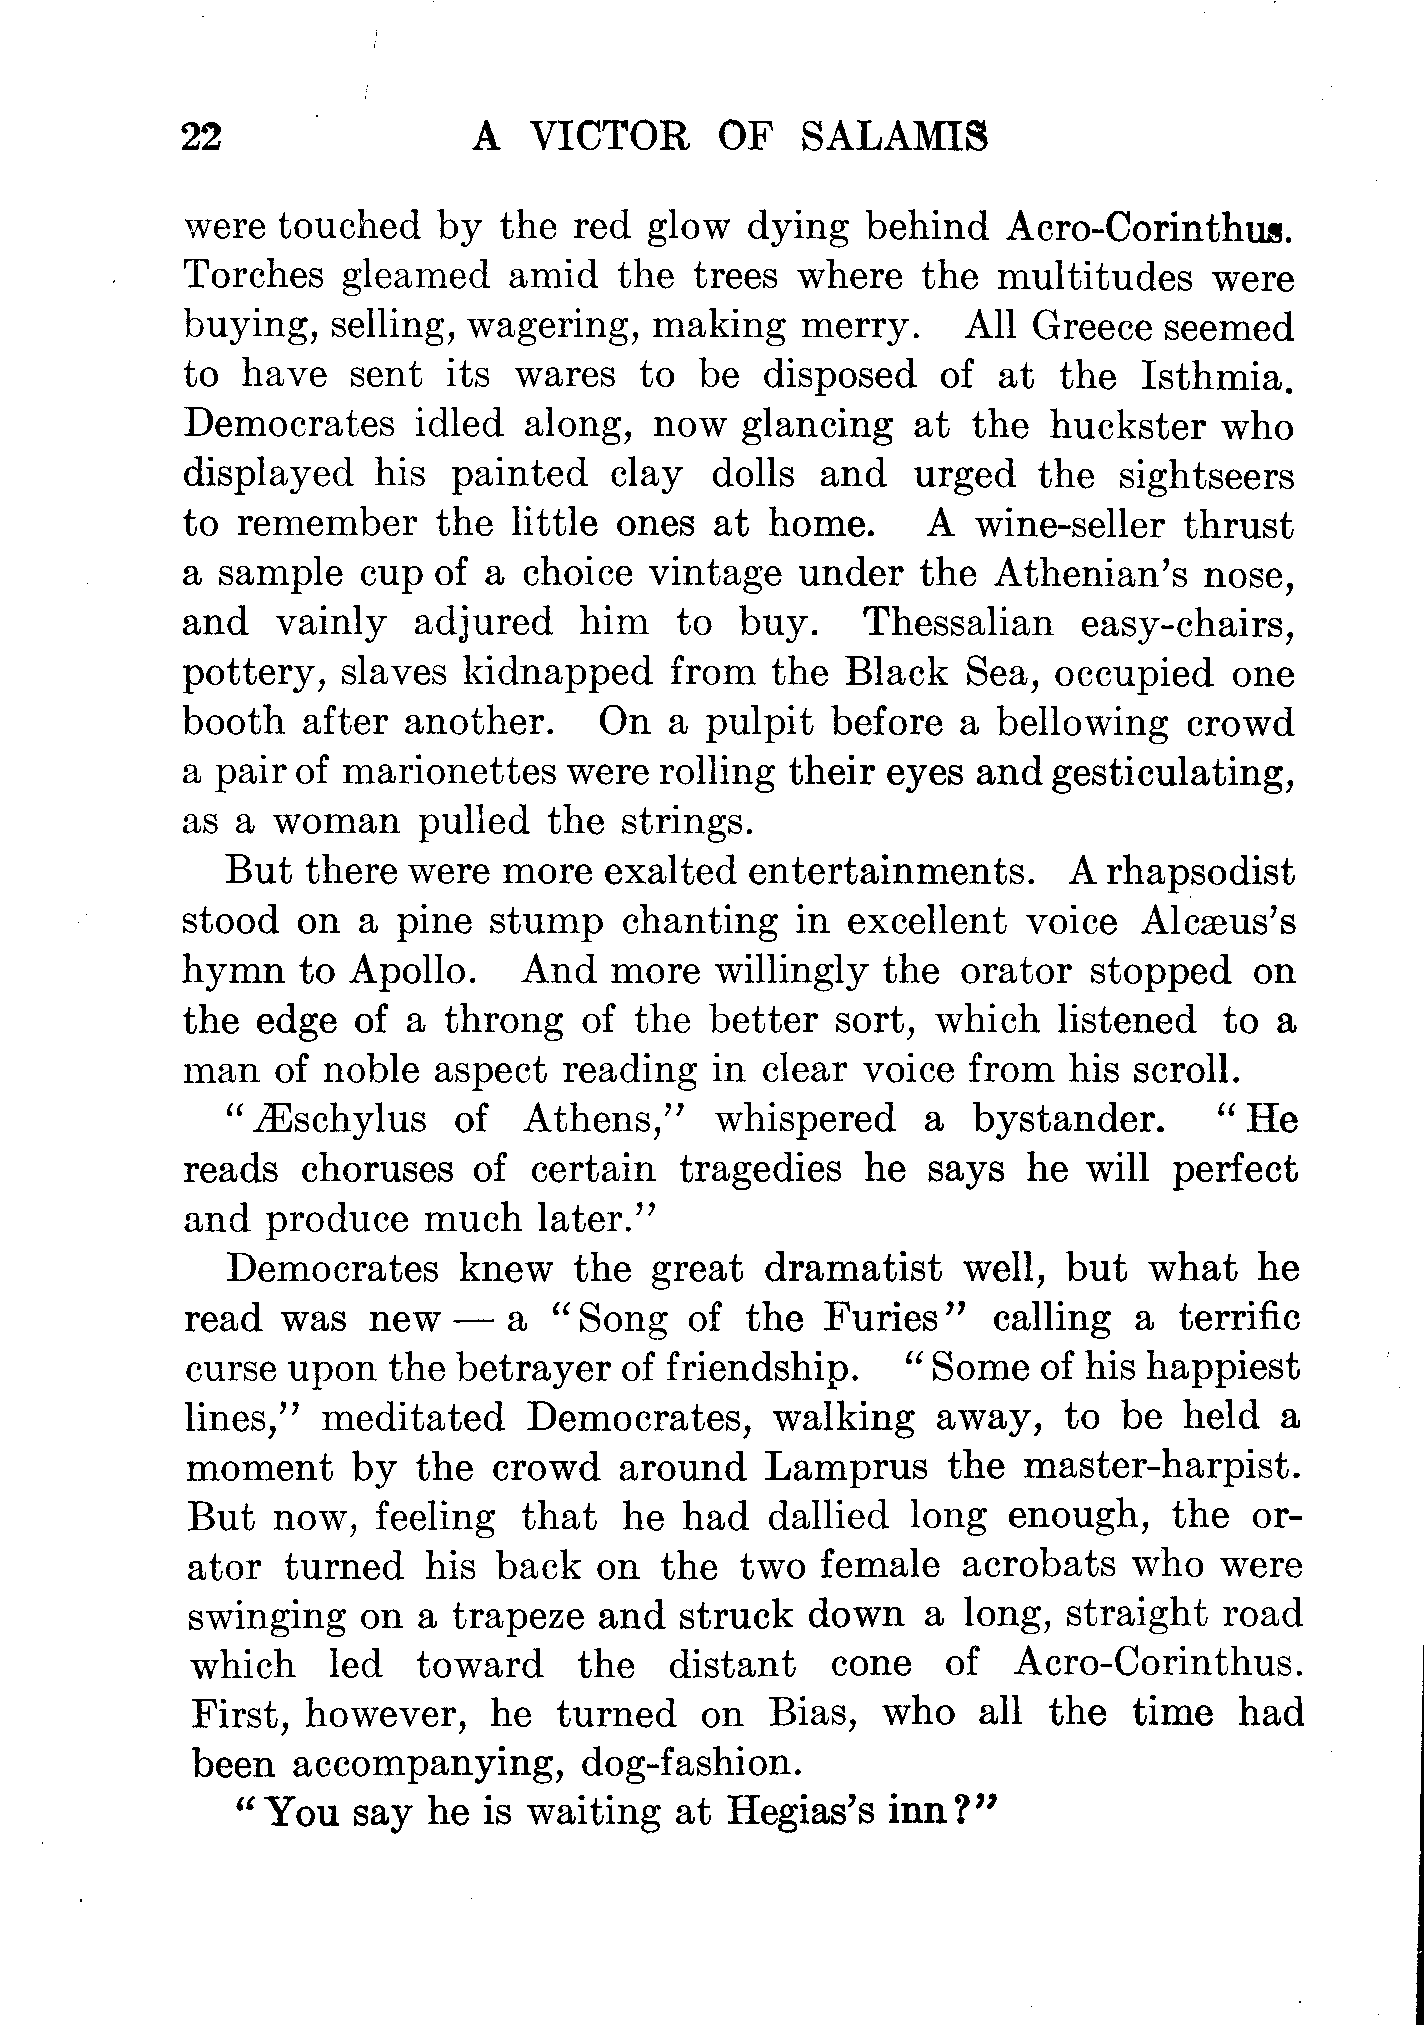 22 A VICTOR OF SALAMIS
were touched by the red glow dying behind Acro-Corinthus.
Torches gleamed amid the trees where the multitudes were
buying, selling, wagering, making merry. All Greece seemed
to have sent its wares to be disposed of at the Isthmia.
Democrates idled along, now glancing at the huckster who
displayed his painted clay dolls and urged the sightseers
to remember the little ones at home. A wine-seller thrust
a sample cup of a choice vintage under the Athenian's nose,
and vainly adjured him to buy. Thessalian easy-chairs,
pottery, slaves kidnapped from the Black Sea, occupied one
booth after another. On a pulpit before a bellowing crowd
a pair of marionettes were rolling their eyes and gesticulating,
as a woman pulled the strings.
But there were more exalted entertainments. A rhapsodist
stood on a pine stump chanting in excellent voice Alcæus's
hymn to Apollo. And more willingly the orator stopped on
the edge of a throng of the better sort, which listened to a
man of noble aspect reading in clear voice from his scroll.
"Æschylus of Athens," whispered a bystander. "He
reads choruses of certain tragedies he says he will perfect
and produce much later."
Democrates knew the great dramatist well, but what he
read was new — a "Song of the Furies" calling a terrific
curse upon the betrayer of friendship. "Some of his happiest
lines," meditated Democrates, walking away, to be held a
moment by the crowd around Lamprus the master-harpist.
But now, feeling that he had dallied long enough, the or-
ator turned his back on the two female acrobats who were
swinging on a trapeze and struck down a long, straight road
which led toward the distant cone of Acro-Corinthus.
First, however, he turned on Bias, who all the time had
been accompanying, dog-fashion.
"You say he is waiting at Hegias's inn?"